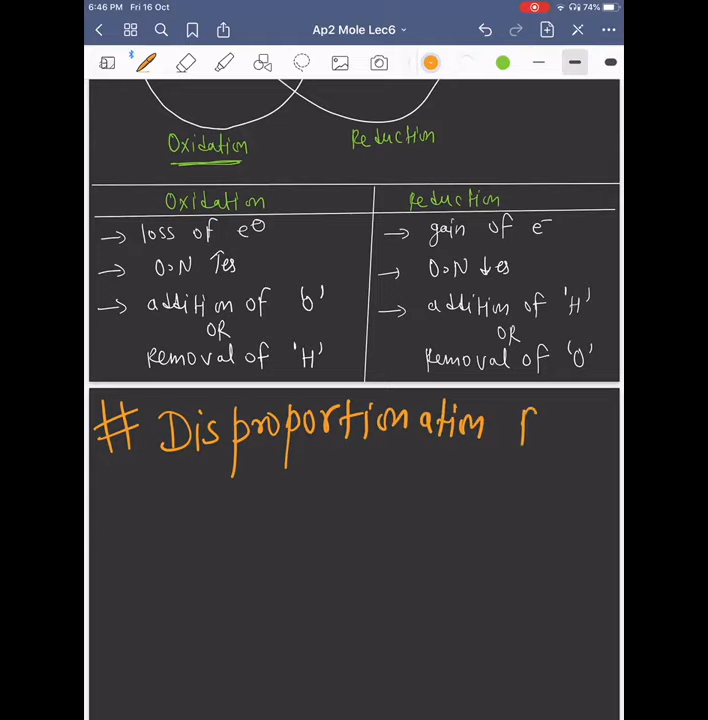 6:46 PM Fri 16 Oct 74%
Ap2 Mole Lec6
Oxidation Reduction
Oxidation Reduction
→ loss of e⊖ → gain of e⁻
→ O.N ↑es → O.N ↓es
→ addition of 'O' → addition of 'H'
OR OR
removal of 'H' removal of 'O'
# Disproportionation r